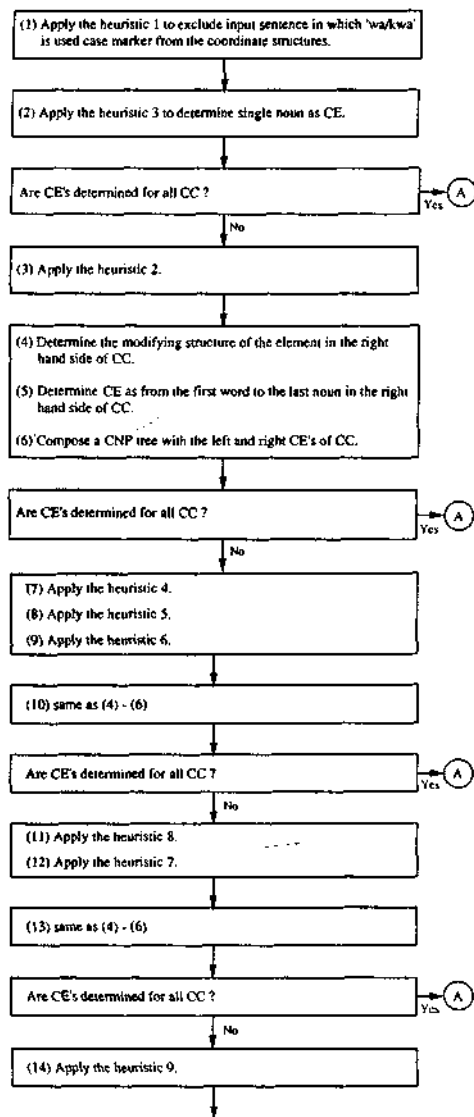 (1) Apply the heuristic 1 to exclude input sentence in which 'wa/kwa'
is used case marker from the coordinate structures.
(2) Apply the heuristic 3 to determine single noun as CE.
Are CE's determined for all CC ?
A
Yes
No
(3) Apply the heuristic 2.
(4) Determine the modifying structure of the element in the right
hand side of CC.
(5) Determine CE as from the first word to the last noun in the right
hand side of CC.
(6) Compose a CNP tree with the left and right CE's of CC.
Are CE's determined for all CC ?
A
Yes
No
(7) Apply the heuristic 4.
(8) Apply the heuristic 5.
(9) Apply the heuristic 6.
(10) same as (4) - (6)
Are CE's determined for all CC ?
A
Yes
No
(11) Apply the heuristic 8.
(12) Apply the heuristic 7.
(13) same as (4) - (6)
Are CE's determined for all CC ?
A
Yes
No
(14) Apply the heuristic 9.